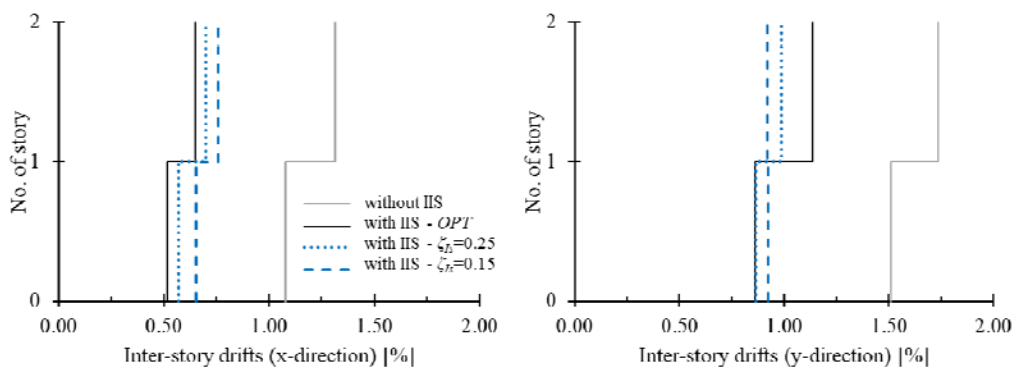 2
1
0
No. of story
0.00 0.50 1.00 1.50 2.00
Inter-story drifts (x-direction) [%]
without IIS
with IIS - OPT
with IIS - ζb=0.25
with IIS - ζb=0.15
2
1
0
No. of story
0.00 0.50 1.00 1.50 2.00
Inter-story drifts (y-direction) [%]